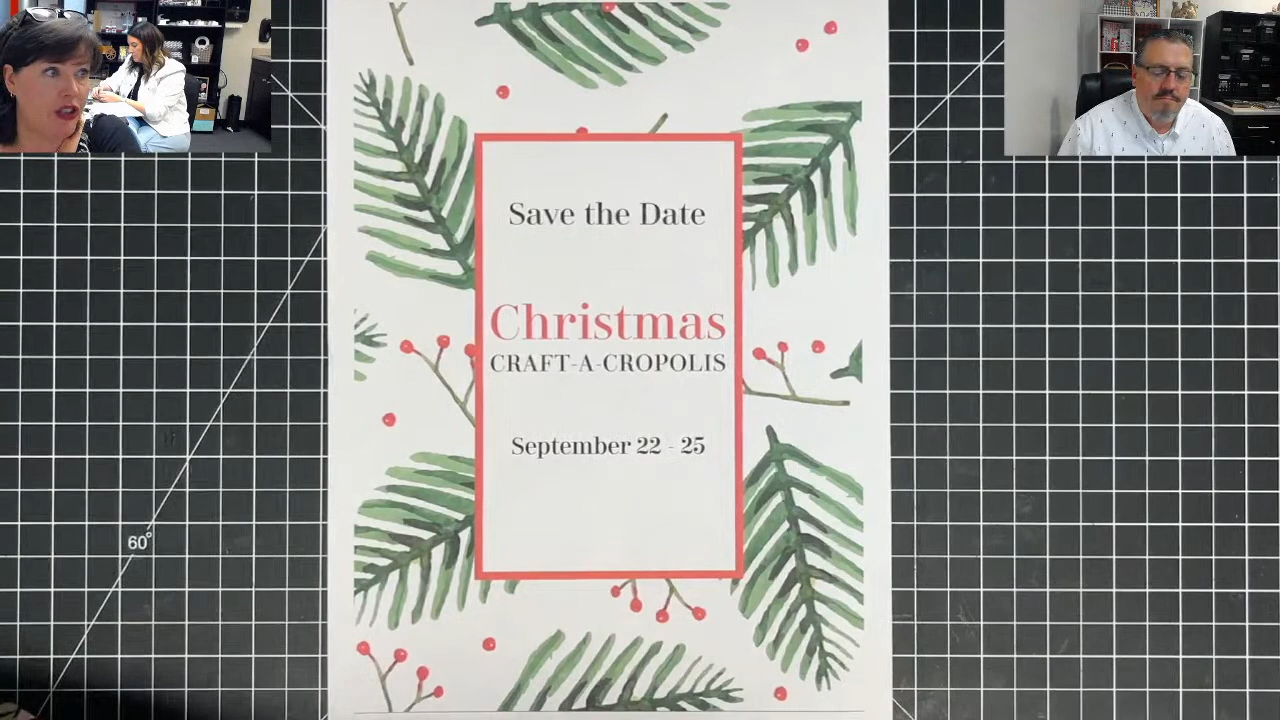 Save the Date
Christmas
CRAFT-A-CROPOLIS
September 22 - 25
60°